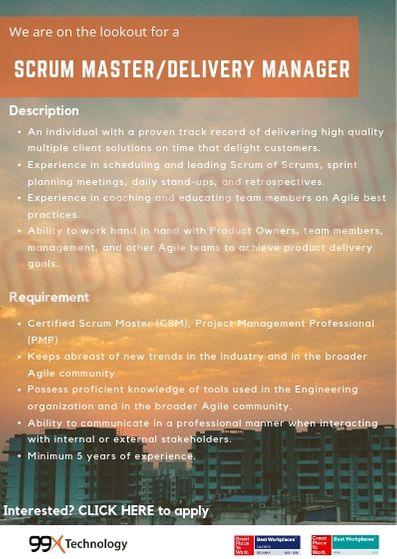 We are on the lookout for a
SCRUM MASTER/DELIVERY MANAGER
Description
• An individual with a proven track record of delivering high quality
multiple client solutions on time that delight customers.
• Experience in scheduling and leading Scrum of Scrums, sprint
planning meetings, daily stand-ups, and retrospectives.
• Experience in coaching and educating team members on Agile best
practices.
• Ability to work hand in hand with Product Owners, team members,
management, and other Agile teams to achieve product delivery
goals.
Requirement
• Certified Scrum Master (CSM), Project Management Professional
(PMP)
• Keeps abreast of new trends in the industry and in the broader
Agile community.
• Possess proficient knowledge of tools used in the Engineering
organization and in the broader Agile community.
• Ability to communicate in a professional manner when interacting
with internal or external stakeholders.
• Minimum 5 years of experience.
Interested? CLICK HERE to apply
99X Technology
Great
Place
To
Work.
Best Workplaces™
Great
Place
To
Work.
Best Workplaces™